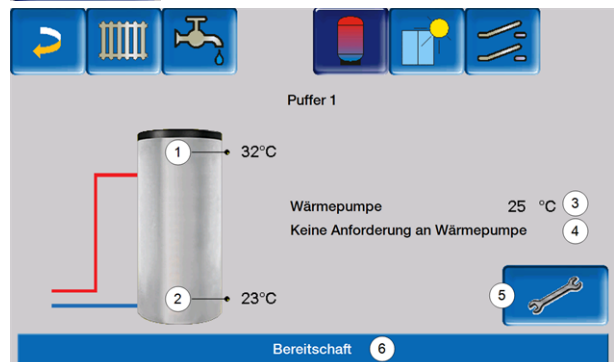 Puffer 1
1 32°C
Wärmepumpe 25 °C 3
Keine Anforderung an Wärmepumpe 4
2 23°C
5
Bereitschaft 6